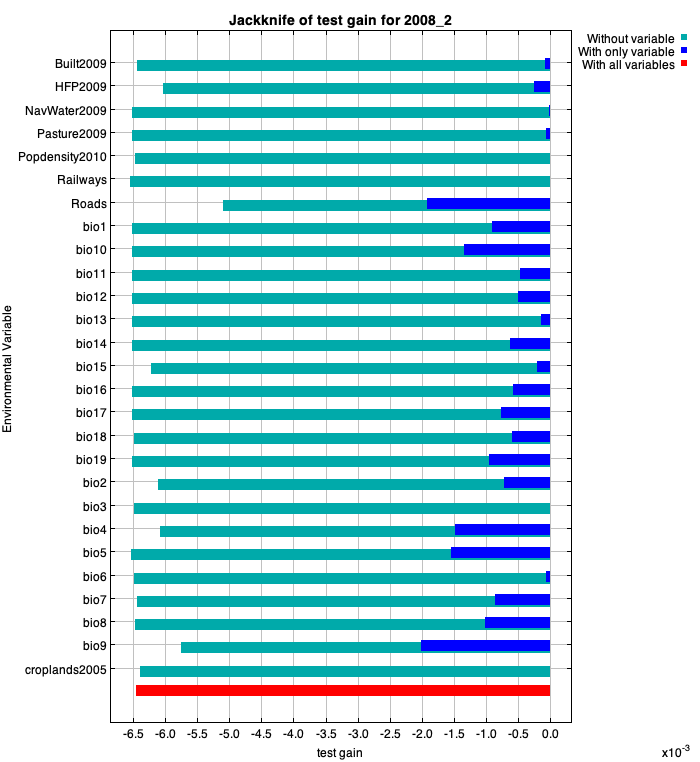 Jackknife of test gain for 2008_2
Without variable
With only variable
With all variables
Built2009
HFP2009
NavWater2009
Pasture2009
Popdensity2010
Railways
Roads
bio1
bio10
bio11
bio12
bio13
bio14
bio15
bio16
bio17
bio18
bio19
bio2
bio3
bio4
bio5
bio6
bio7
bio8
bio9
croplands2005
Environmental Variable
-6.5 -6.0 -5.5 -5.0 -4.5 -4.0 -3.5 -3.0 -2.5 -2.0 -1.5 -1.0 -0.5 0.0
test gain
x10-3